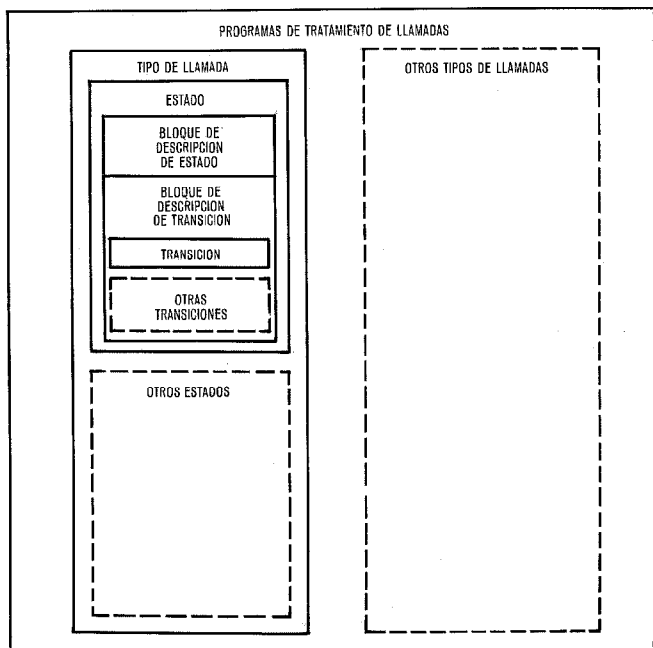 PROGRAMAS DE TRATAMIENTO DE LLAMADAS
TIPO DE LLAMADA
ESTADO
BLOQUE DE
DESCRIPCION
DE ESTADO
BLOQUE DE
DESCRIPCION
DE TRANSICION
TRANSICION
OTRAS
TRANSICIONES
OTROS ESTADOS
OTROS TIPOS DE LLAMADAS